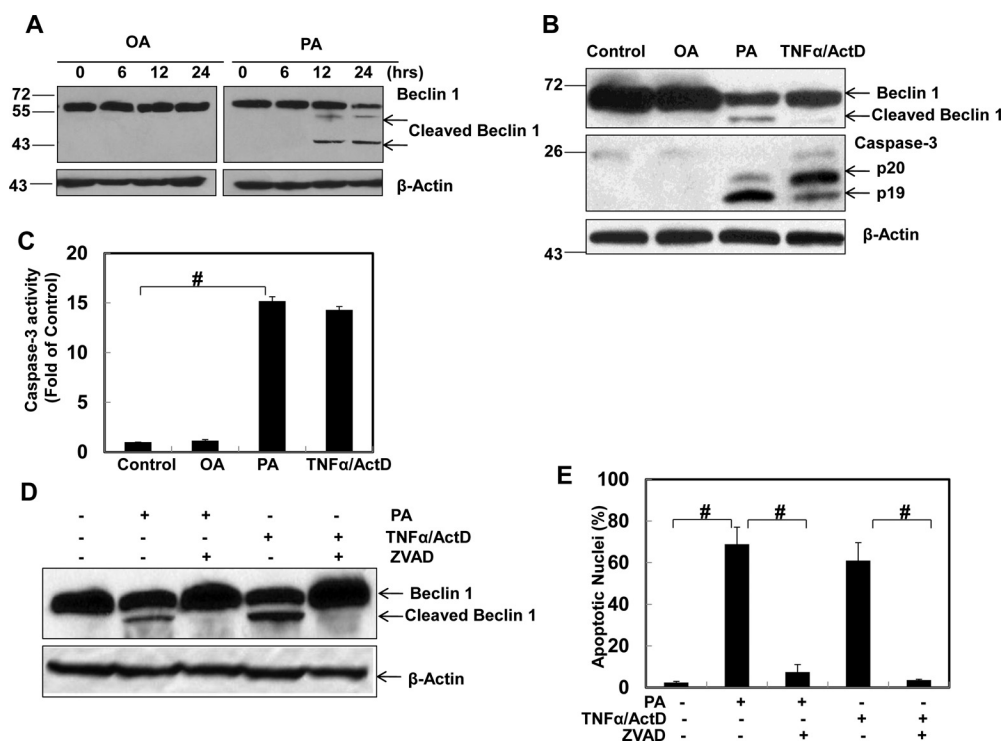 A
OA PA
0 6 12 24 0 6 12 24 (hrs)
72
55
43
43
Beclin 1
Cleaved Beclin 1
β-Actin
B
Control OA PA TNFα/ActD
72
26
43
Beclin 1
Cleaved Beclin 1
Caspase-3
p20
p19
β-Actin
C
Caspase-3 activity
(Fold of Control)
20
15
10
5
0
#
Control OA PA TNFα/ActD
D
- + + - - PA
- - - + + TNFα/ActD
- - + - + ZVAD
Beclin 1
Cleaved Beclin 1
β-Actin
E
Apoptotic Nuclei (%)
100
80
60
40
20
0
# # #
PA - + + - -
TNFα/ActD - - - + +
ZVAD - - + - +